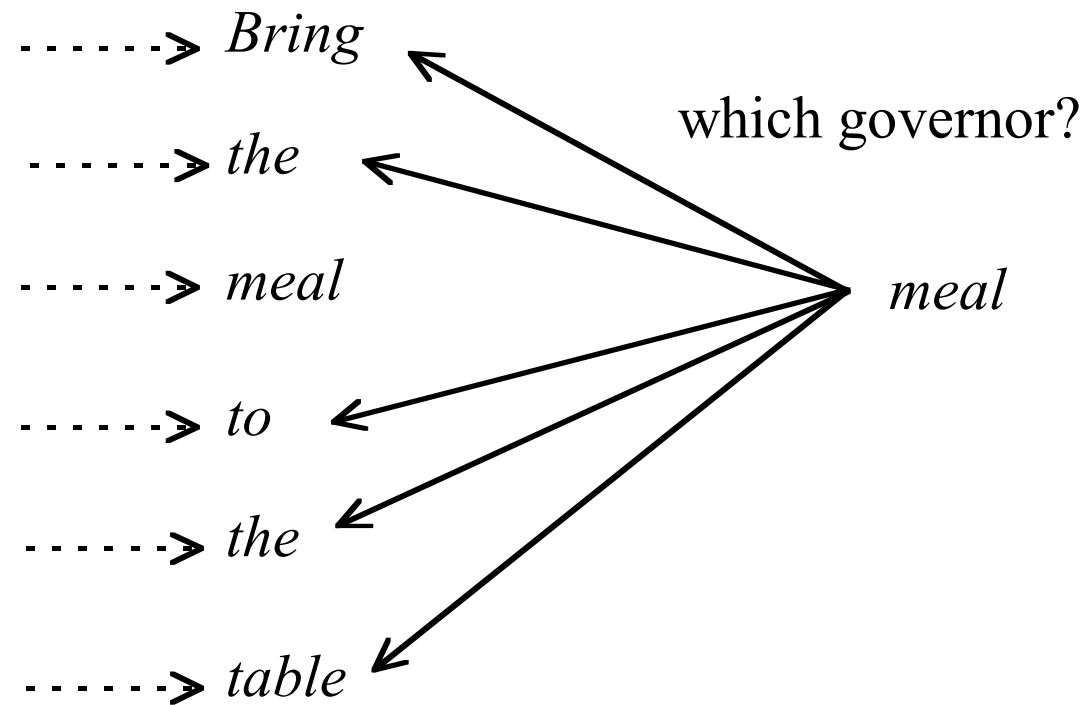 Bring
which governor?
the
meal
meal
to
the
table